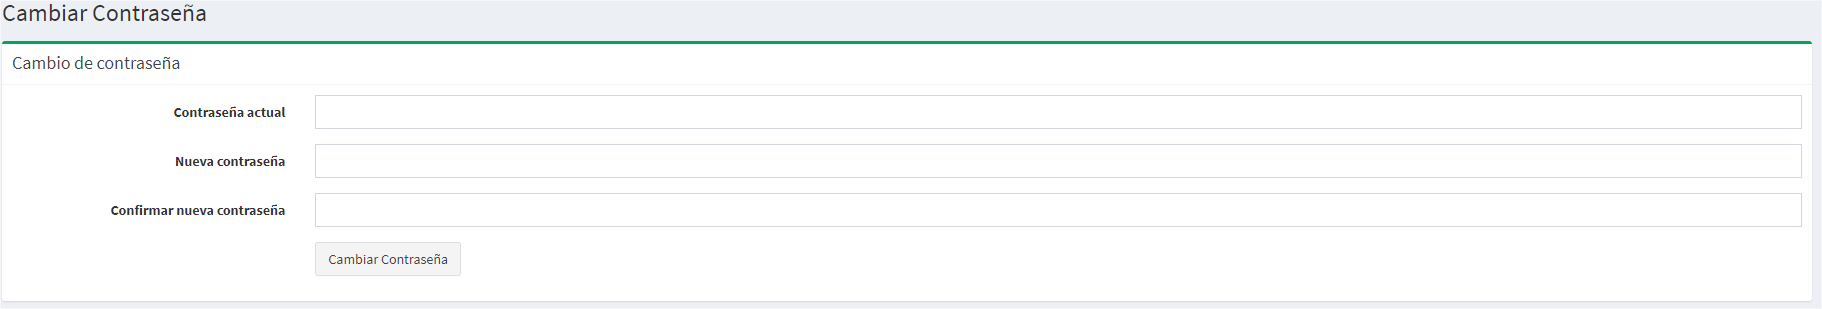 Cambiar Contraseña
Cambio de contraseña
Contraseña actual
Nueva contraseña
Confirmar nueva contraseña
Cambiar Contraseña